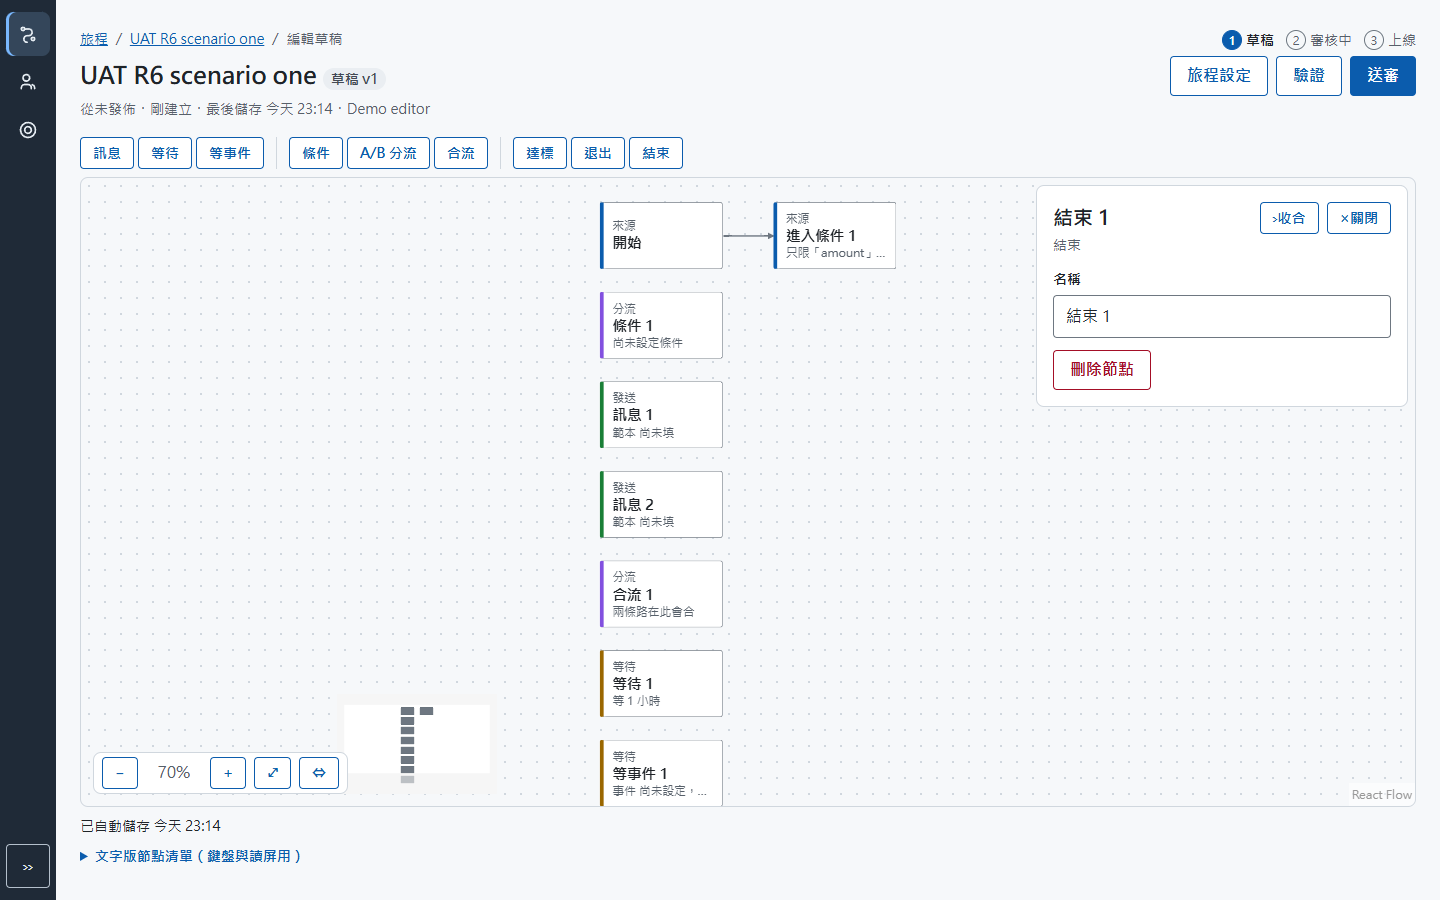 旅程 / UAT R6 scenario one / 編輯草稿
1 草稿 2 審核中 3 上線
UAT R6 scenario one 草稿 v1
旅程設定 驗證 送審
從未發佈 · 剛建立 · 最後儲存 今天 23:14 · Demo editor
訊息 等待 等事件 條件 A/B 分流 合流 達標 退出 結束
來源
開始
來源
進入條件 1
只限「amount」...
分流
條件 1
尚未設定條件
發送
訊息 1
範本 尚未填
發送
訊息 2
範本 尚未填
分流
合流 1
兩條路在此會合
等待
等待 1
等 1 小時
等待
等事件 1
事件 尚未設定，...
結束 1
›收合 ×關閉
結束
名稱
結束 1
刪除節點
− 70% +
React Flow
已自動儲存 今天 23:14
▶ 文字版節點清單（鍵盤與讀屏用）
»